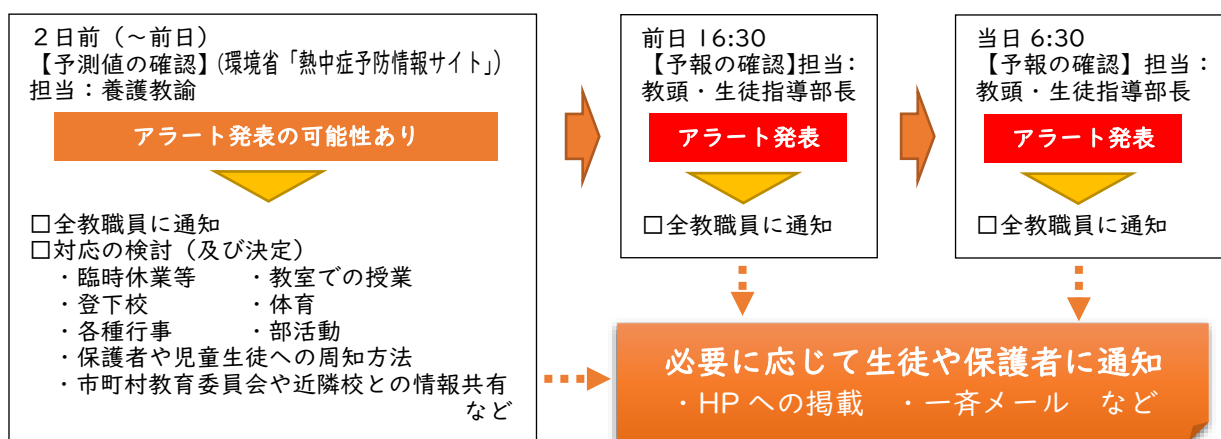 2日前（～前日）
【予測値の確認】(環境省「熱中症予防情報サイト」)
担当：養護教諭
アラート発表の可能性あり
□全教職員に通知
□対応の検討（及び決定）
・臨時休業等　・教室での授業
・登下校　・体育
・各種行事　・部活動
・保護者や児童生徒への周知方法
・市町村教育委員会や近隣校との情報共有
など
前日 16:30
【予報の確認】担当：
教頭・生徒指導部長
アラート発表
□全教職員に通知
当日 6:30
【予報の確認】担当：
教頭・生徒指導部長
アラート発表
□全教職員に通知
必要に応じて生徒や保護者に通知
・HPへの掲載　・一斉メール　など